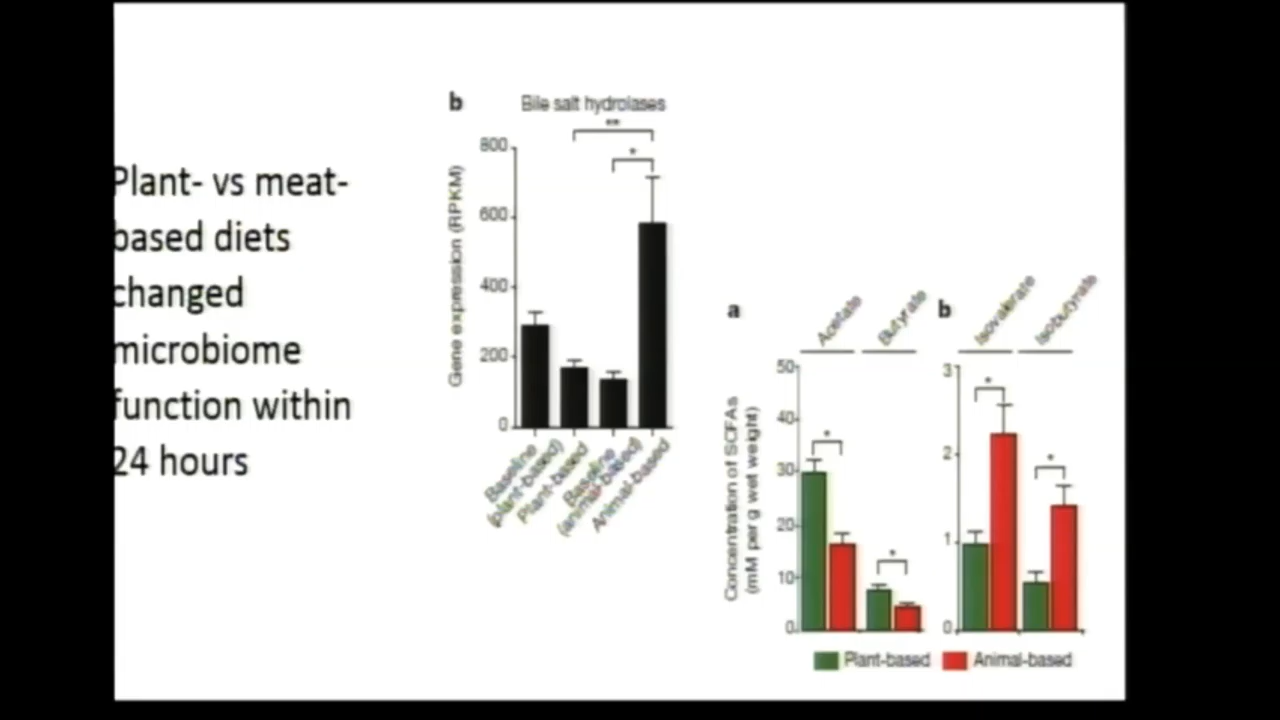 Plant- vs meat-
based diets
changed
microbiome
function within
24 hours
b
Bile salt hydrolases
**
*
Gene expression (RPKM)
800
600
400
200
0
Baseline
(plant-based)
Plant-based
Baseline
(animal-based)
Animal-based
a
Acetate
Butyrate
Concentration of SCFAs
(mM per g wet weight)
50
40
30
20
10
0
*
*
b
Isovalerate
Isobutyrate
3
2
1
0
*
*
Plant-based
Animal-based